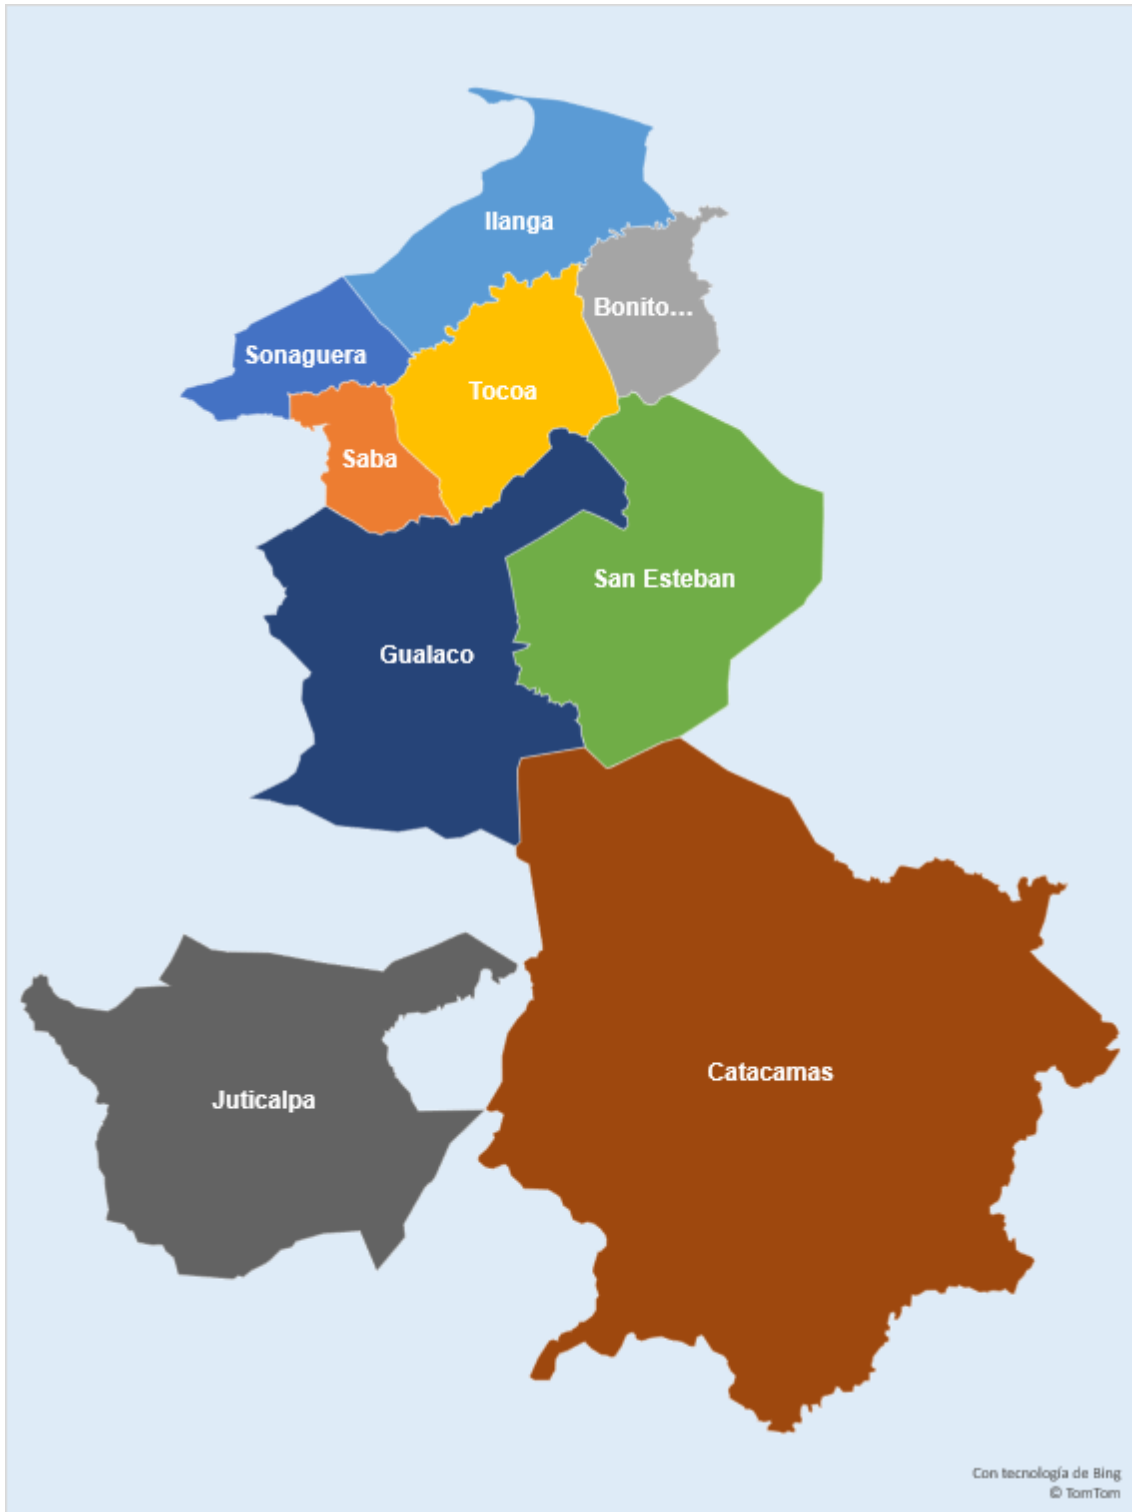 Ilanga
Bonito...
Sonaguera
Tocoa
Saba
San Esteban
Gualaco
Catacamas
Juticalpa
Con tecnología de Bing
© TomTom